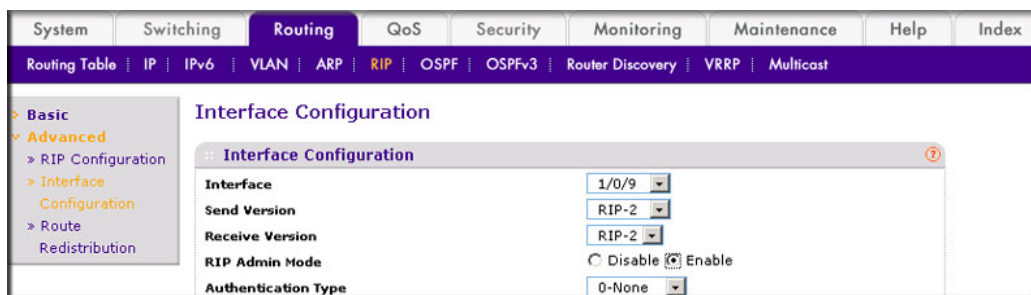 System Switching Routing QoS Security Monitoring Maintenance Help Index
Routing Table | IP | IPv6 | VLAN | ARP | RIP | OSPF | OSPFv3 | Router Discovery | VRRP | Multicast
Basic
Advanced
» RIP Configuration
» Interface
Configuration
» Route
Redistribution
Interface Configuration
Interface Configuration ?
Interface 1/0/9
Send Version RIP-2
Receive Version RIP-2
RIP Admin Mode Disable Enable
Authentication Type 0-None